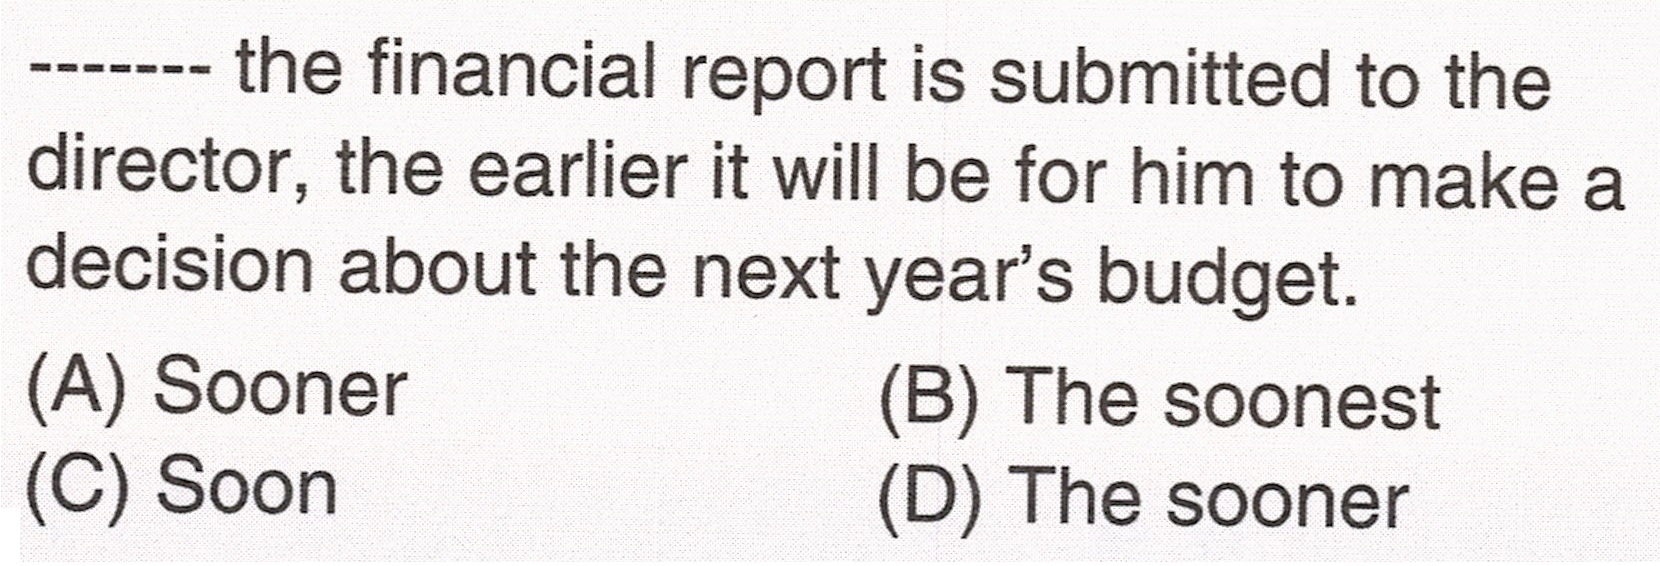 ------- the financial report is submitted to the
director, the earlier it will be for him to make a
decision about the next year's budget.
(A) Sooner (B) The soonest
(C) Soon (D) The sooner